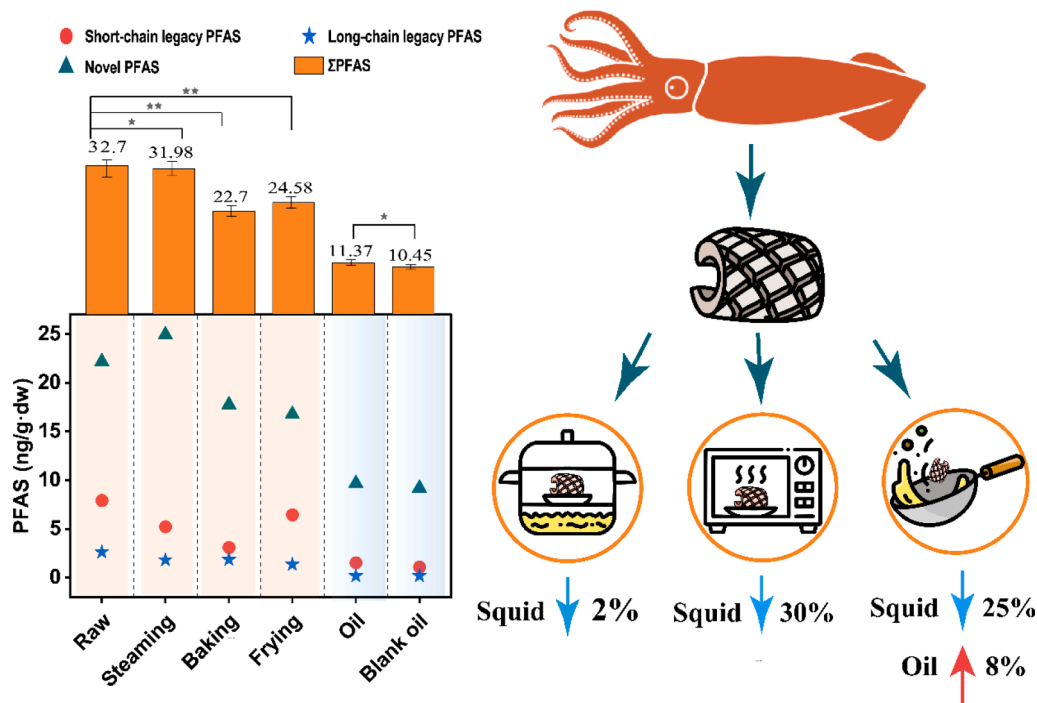 Short-chain legacy PFAS
Long-chain legacy PFAS
Novel PFAS
ΣPFAS
**
**
*
32.7
31.98
22.7
24.58
*
11.37
10.45
PFAS (ng/g·dw)
25
20
15
10
5
0
Raw
Steaming
Baking
Frying
Oil
Blank oil
Squid 2%
Squid 30%
Squid 25%
Oil 8%